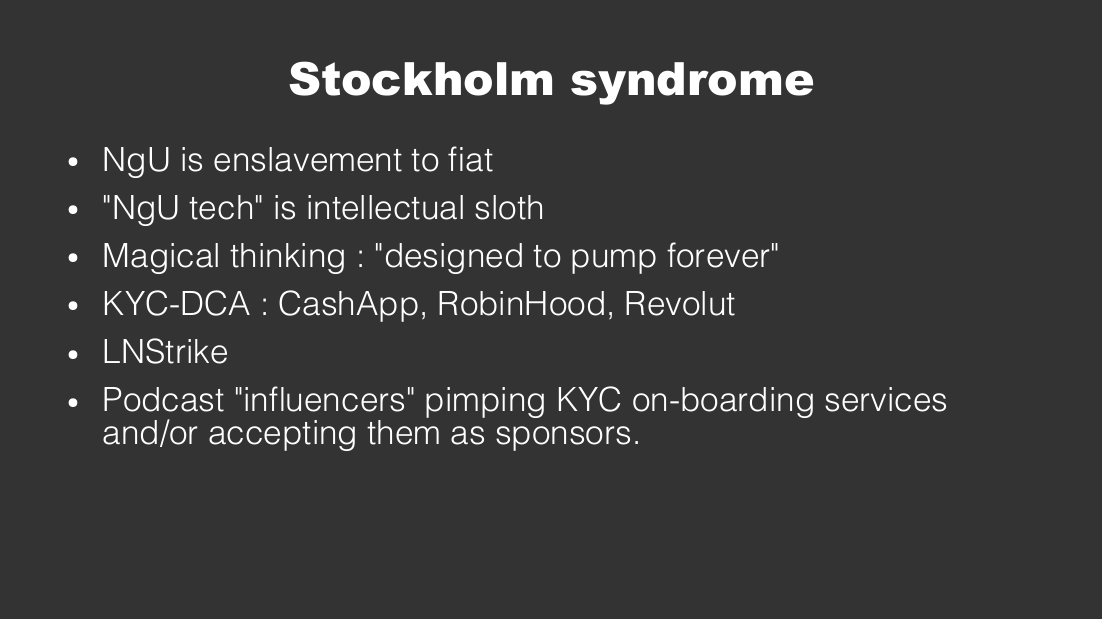 Stockholm syndrome
• NgU is enslavement to fiat
• "NgU tech" is intellectual sloth
• Magical thinking : "designed to pump forever"
• KYC-DCA : CashApp, RobinHood, Revolut
• LNStrike
• Podcast "influencers" pimping KYC on-boarding services
and/or accepting them as sponsors.